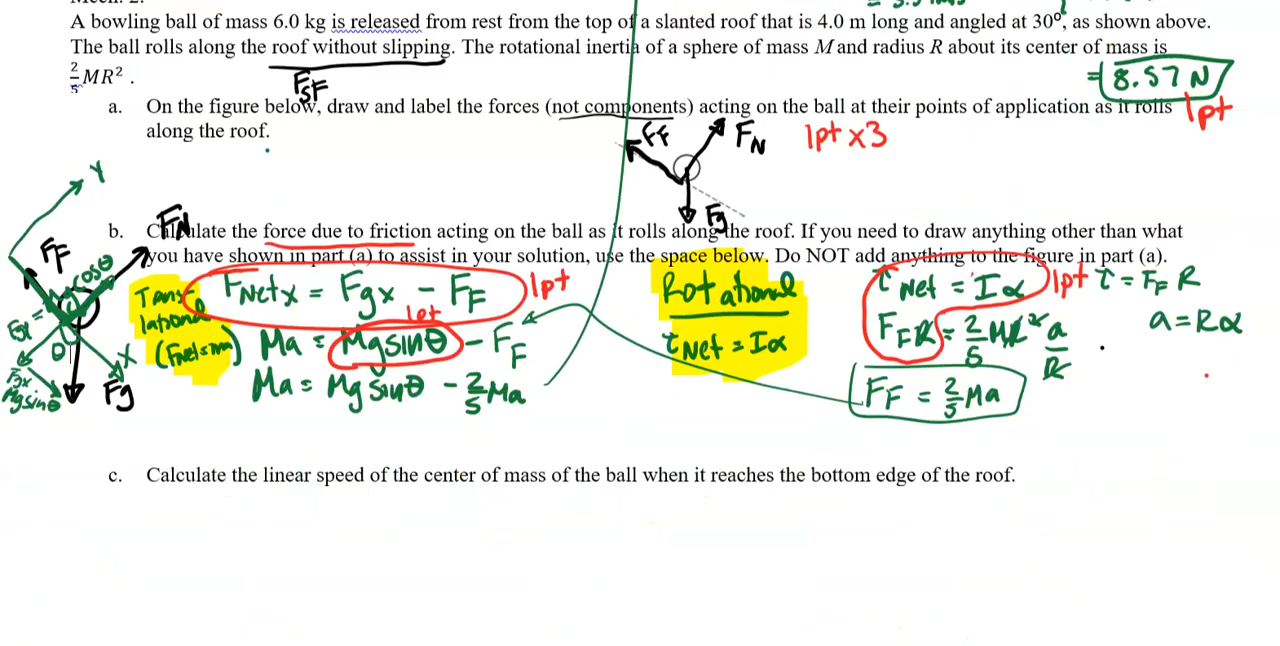 A bowling ball of mass 6.0 kg is released from rest from the top of a slanted roof that is 4.0 m long and angled at 30⁰, as shown above.
The ball rolls along the roof without slipping. The rotational inertia of a sphere of mass M and radius R about its center of mass is
2/5 MR² .
= 8.57 N
1pt
FSF
a. On the figure below, draw and label the forces (not components) acting on the ball at their points of application as it rolls
along the roof.
FF
FN
1pt x3
Fg
Y
FN
b. Calculate the force due to friction acting on the ball as it rolls along the roof. If you need to draw anything other than what
you have shown in part (a) to assist in your solution, use the space below. Do NOT add anything to the figure in part (a).
FF
cosθ
X
Fg
Fgx
Mgsinθ
FNetx = Fgx - FF
1pt
Ma = Mgsinθ - FF
Ma = Mg sinθ - 2/5 Ma
Rotational
τNet = Iα
τNet = Iα
1pt
τ = FF R
FFR = 2/5 MR² a/R
a = Rα
FF = 2/5 Ma
c. Calculate the linear speed of the center of mass of the ball when it reaches the bottom edge of the roof.